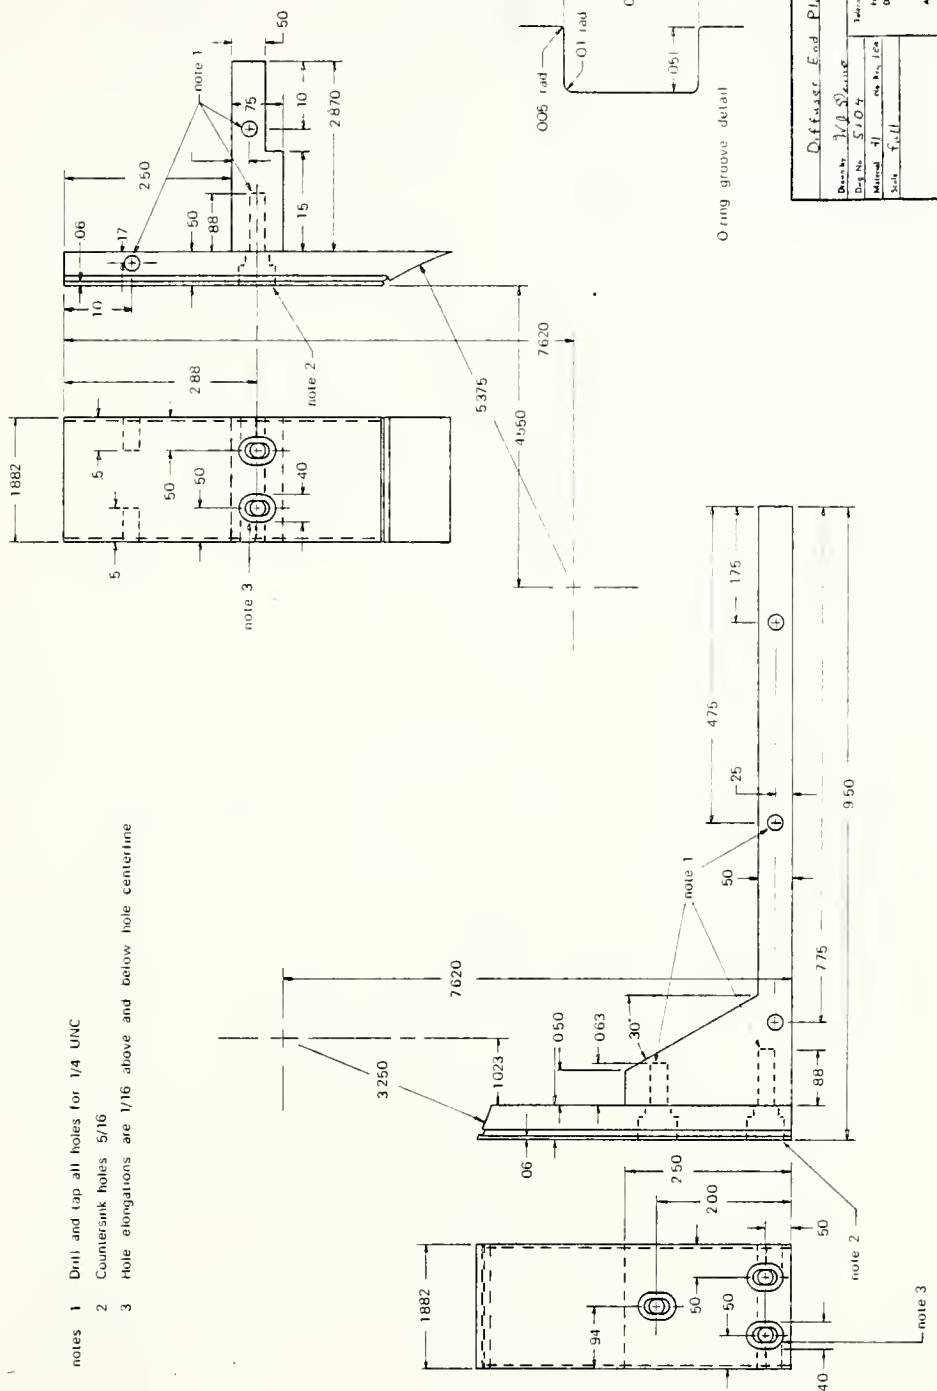 notes 1 Drill and tap all holes for 1/4 UNC
2 Countersink holes 5/16
3 Hole elongations are 1/16 above and below hole centerline
250
06
17
10
50
88
75
50
note 1
10
15
2870
note 2
5375
4550
7620
1882
288
5
5
50
50
40
note 3
005 rad
01 rad
051
O ring groove detail
Diffuser End
Drawn by
Dwg No 5104
Material
Scale Full
3250
7620
1023
050
063
30°
note 1
475
175
25
50
775
88
950
06
250
200
50
note 2
1882
94
50
50
40
note 3